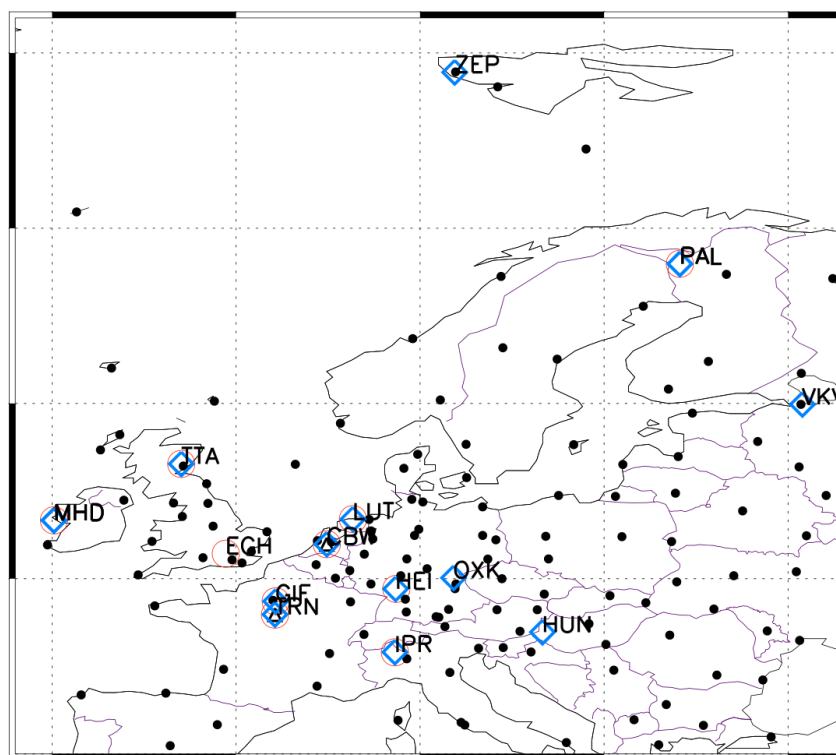 ZEP
PAL
VKV
TTA
MHD
LUT
CBW
ECH
OXK
HEI
GIF
TRN
HUN
IPR